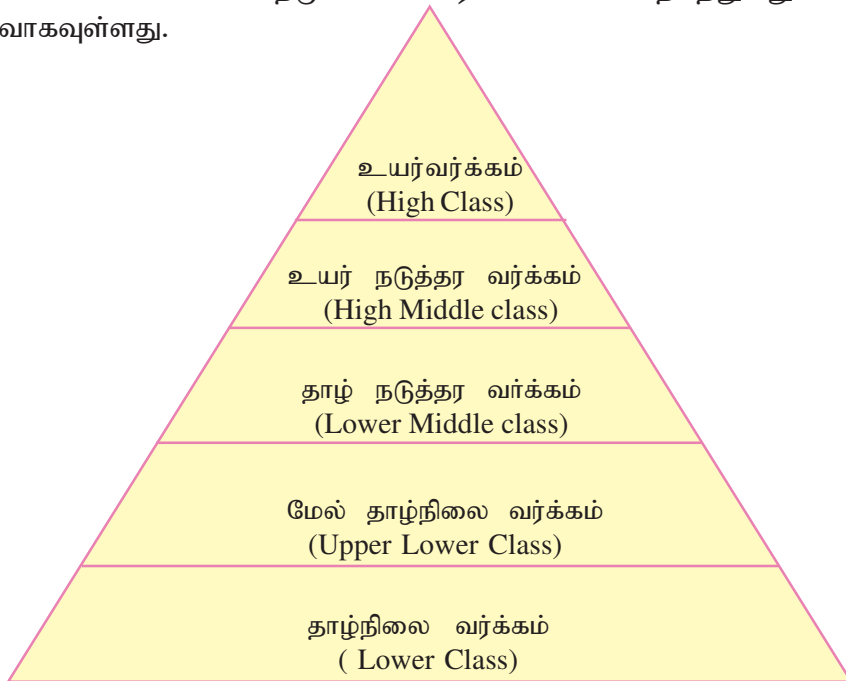 வாகவுள்ளது.
உயர்வர்க்கம்
(High Class)
உயர் நடுத்தர வர்க்கம்
(High Middle class)
தாழ் நடுத்தர வர்க்கம்
(Lower Middle class)
மேல் தாழ்நிலை வர்க்கம்
(Upper Lower Class)
தாழ்நிலை வர்க்கம்
( Lower Class)